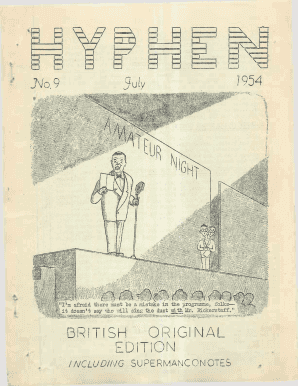 HYPHEN
No. 9 July 1954
AMATEUR NIGHT
"I'm afraid there must be a mistake in the programme, folks—
it doesn't say who will sing the duet with Mr. Bickerstaff."
BRITISH ORIGINAL
EDITION
INCLUDING SUPERMANCONOTES